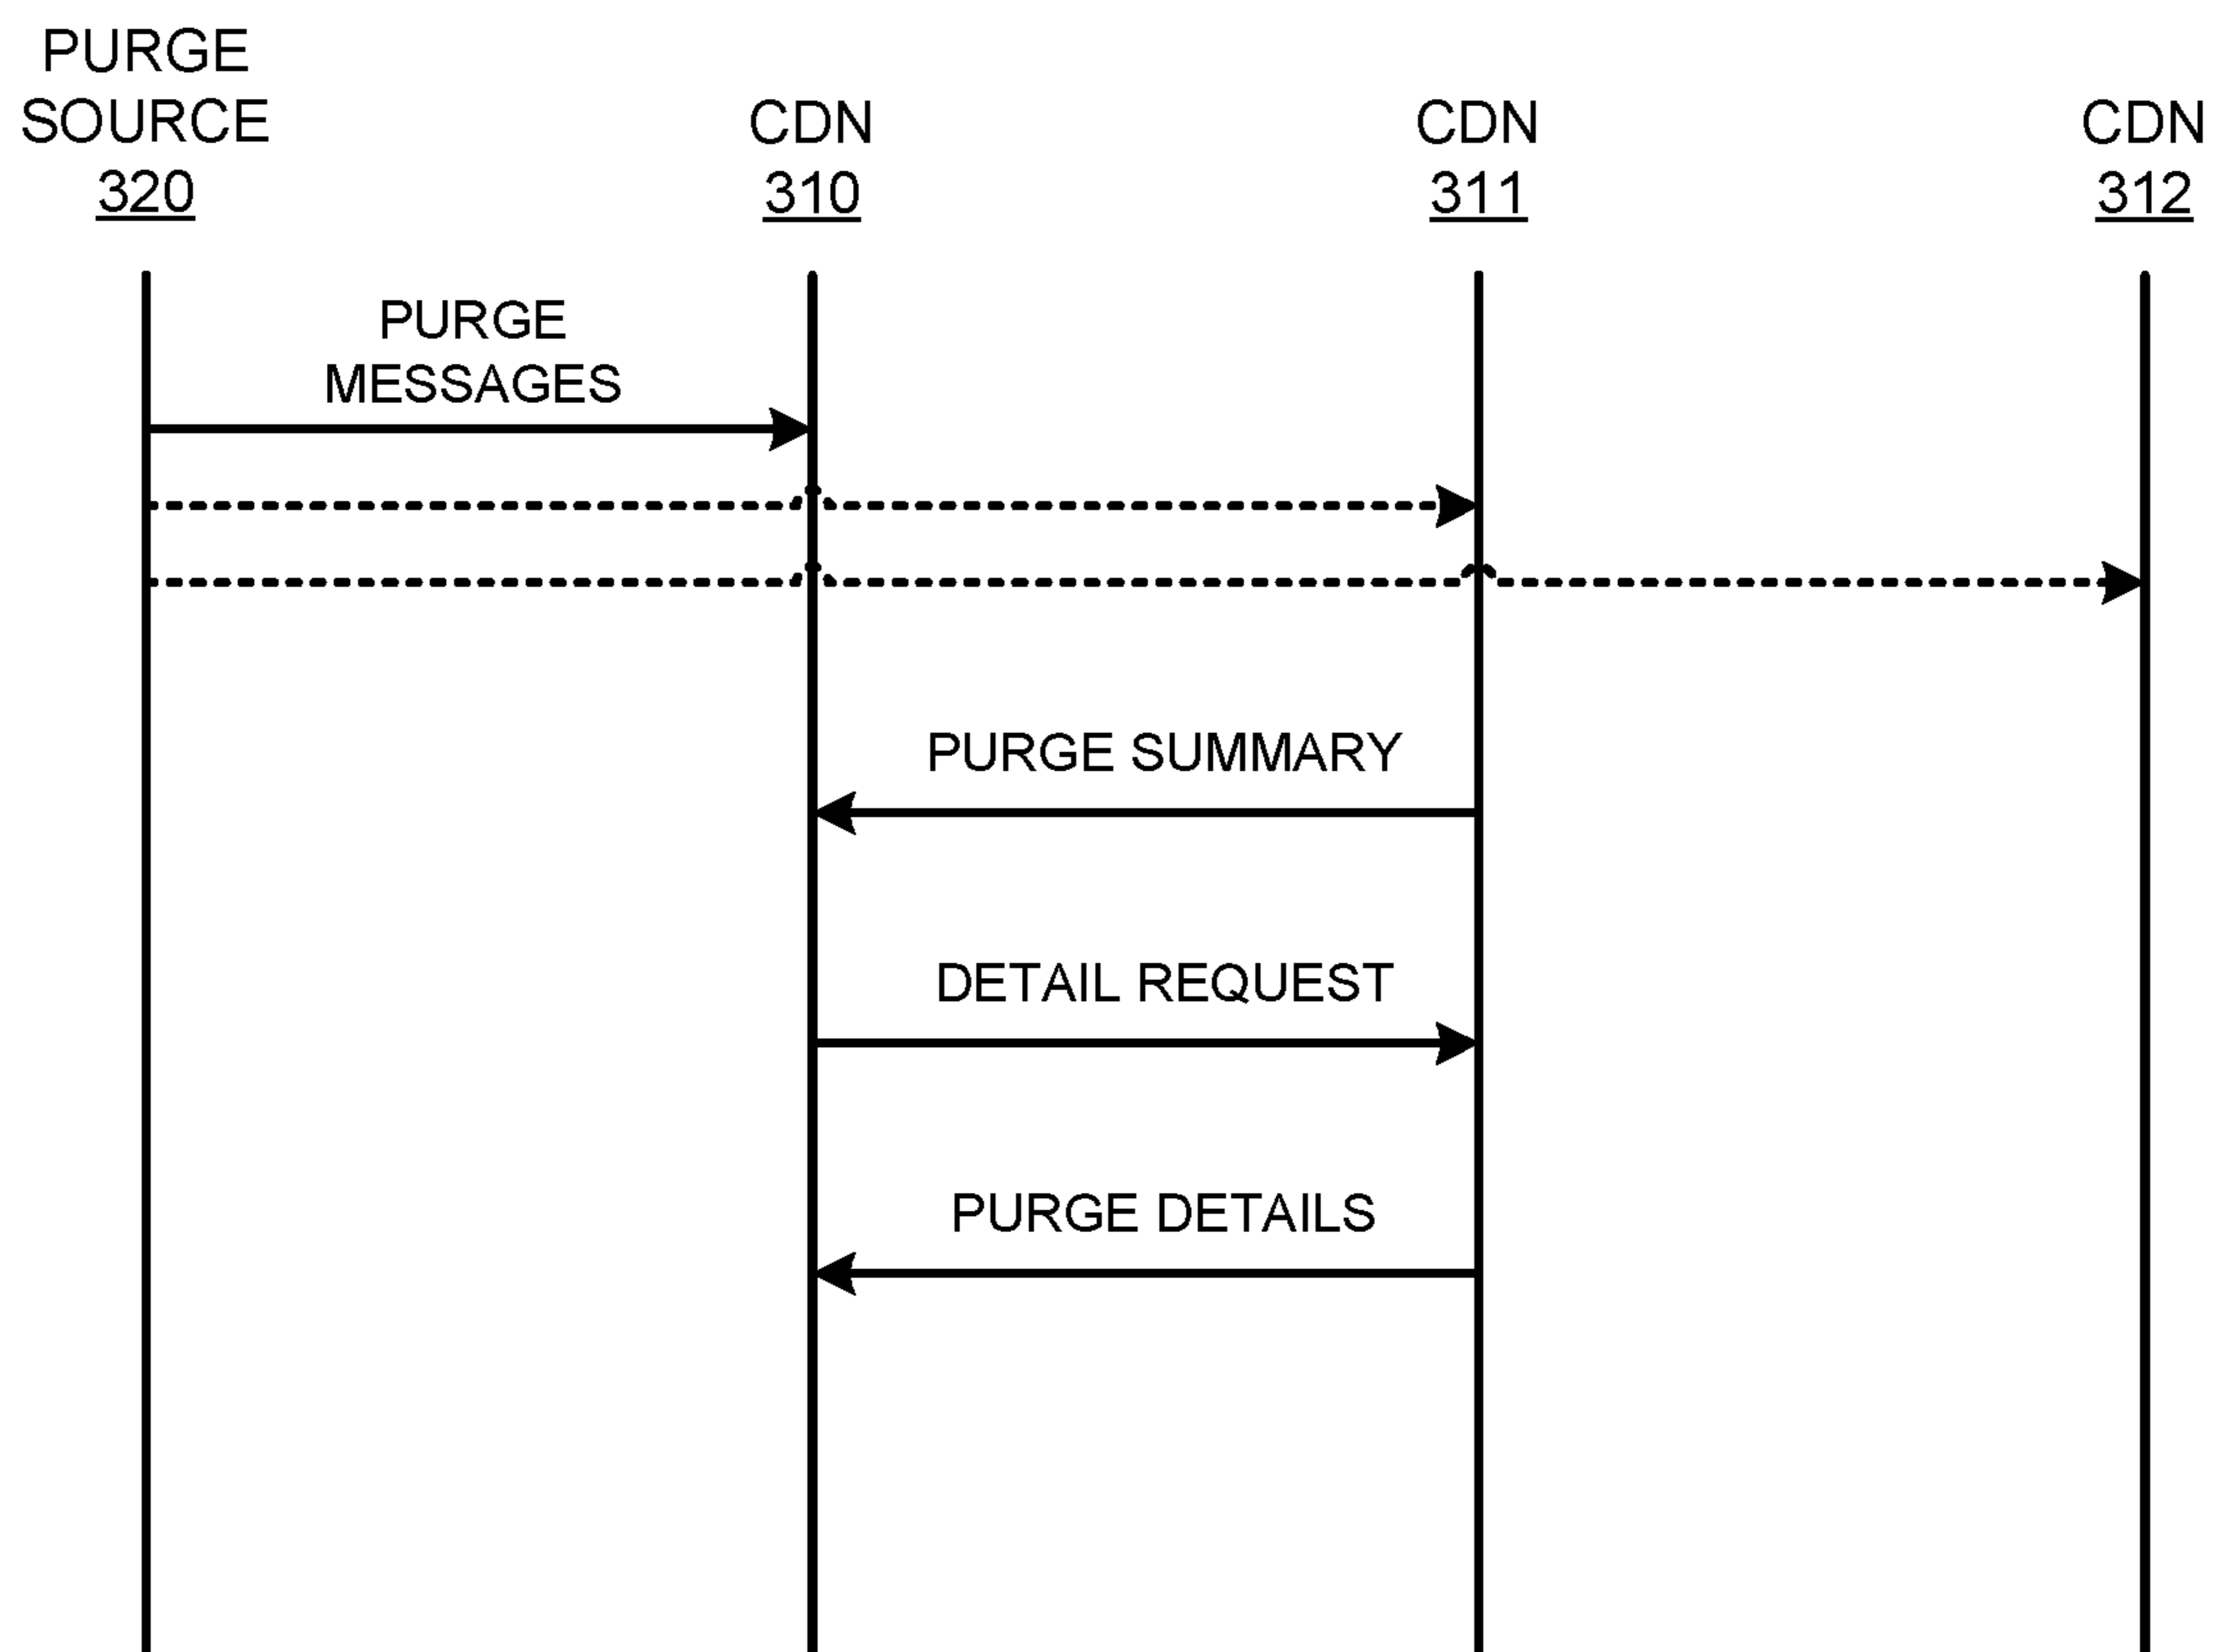 PURGE
SOURCE
320
CDN
310
CDN
311
CDN
312
PURGE
MESSAGES
PURGE SUMMARY
DETAIL REQUEST
PURGE DETAILS